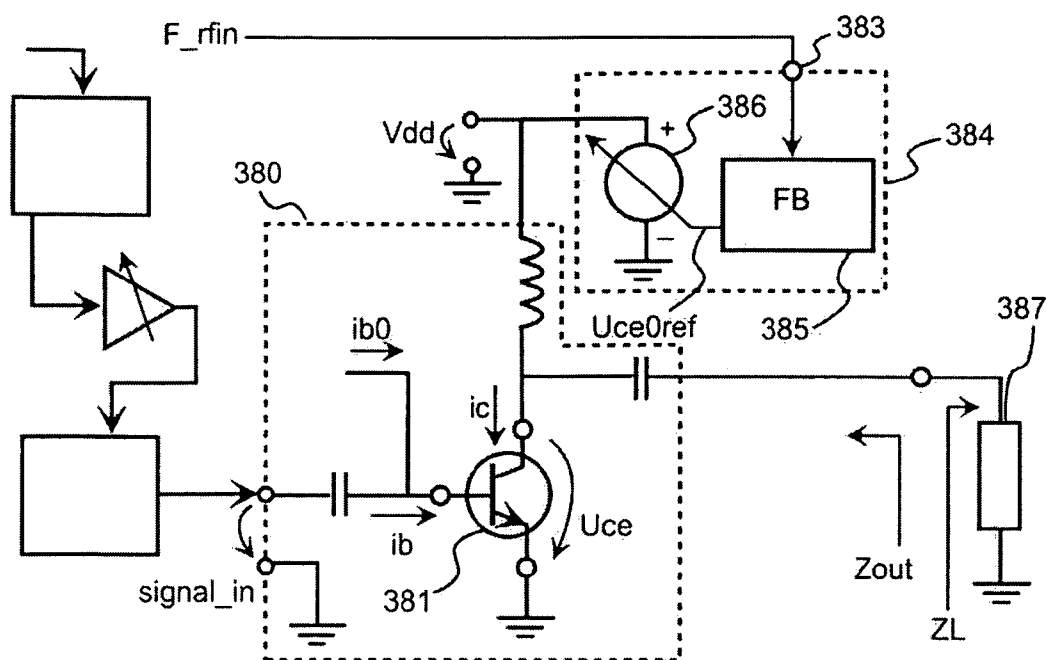 F_rfin
383
386
+
Vdd
384
380
FB
–
Uce0ref
385
387
ib0
ic
Uce
ib
signal_in
381
Zout
ZL